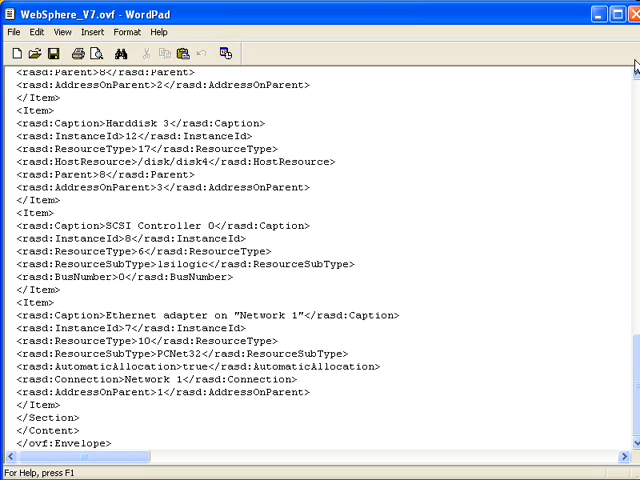 WebSphere_V7.ovf - WordPad
File Edit View Insert Format Help
<rasd:Parent>8</rasd:Parent>
<rasd:AddressOnParent>2</rasd:AddressOnParent>
</Item>
<Item>
<rasd:Caption>Harddisk 3</rasd:Caption>
<rasd:InstanceId>12</rasd:InstanceId>
<rasd:ResourceType>17</rasd:ResourceType>
<rasd:HostResource>/disk/disk4</rasd:HostResource>
<rasd:Parent>8</rasd:Parent>
<rasd:AddressOnParent>3</rasd:AddressOnParent>
</Item>
<Item>
<rasd:Caption>SCSI Controller 0</rasd:Caption>
<rasd:InstanceId>8</rasd:InstanceId>
<rasd:ResourceType>6</rasd:ResourceType>
<rasd:ResourceSubType>lsilogic</rasd:ResourceSubType>
<rasd:BusNumber>0</rasd:BusNumber>
</Item>
<Item>
<rasd:Caption>Ethernet adapter on "Network 1"</rasd:Caption>
<rasd:InstanceId>7</rasd:InstanceId>
<rasd:ResourceType>10</rasd:ResourceType>
<rasd:ResourceSubType>PCNet32</rasd:ResourceSubType>
<rasd:AutomaticAllocation>true</rasd:AutomaticAllocation>
<rasd:Connection>Network 1</rasd:Connection>
<rasd:AddressOnParent>1</rasd:AddressOnParent>
</Item>
</Section>
</Content>
</ovf:Envelope>
For Help, press F1